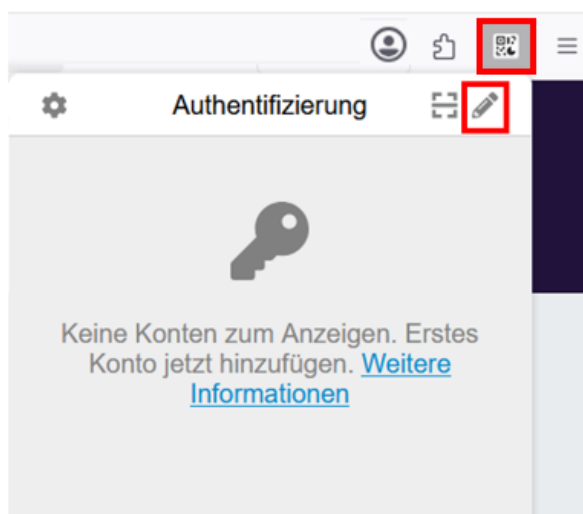 Authentifizierung
Keine Konten zum Anzeigen. Erstes
Konto jetzt hinzufügen. Weitere
Informationen